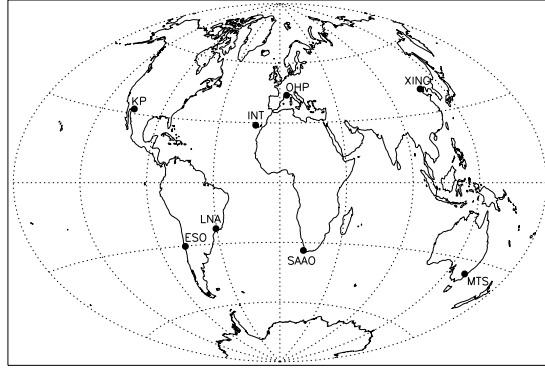 XING
OHP
KP
INT
LNA
ESO
SAAO
MTS